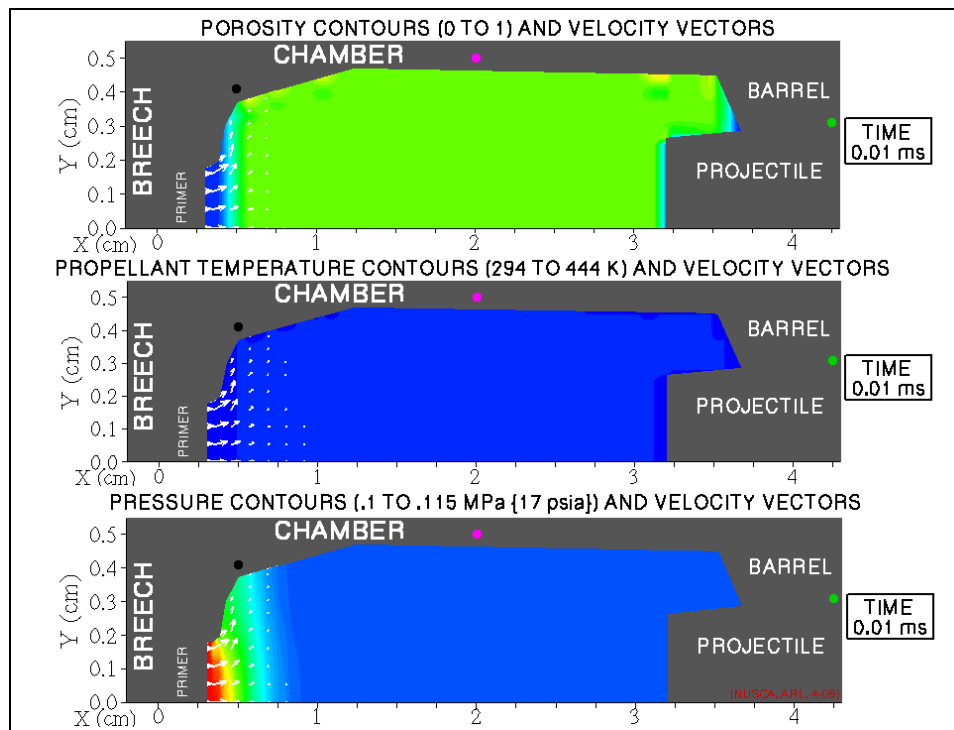 POROSITY CONTOURS (0 TO 1) AND VELOCITY VECTORS
CHAMBER
BREECH
PRIMER
BARREL
PROJECTILE
TIME
0.01 ms
Y (cm)
0.5
0.4
0.3
0.2
0.1
0.0
X (cm) 0 1 2 3 4
PROPELLANT TEMPERATURE CONTOURS (294 TO 444 K) AND VELOCITY VECTORS
CHAMBER
BREECH
PRIMER
BARREL
PROJECTILE
TIME
0.01 ms
Y (cm)
0.5
0.4
0.3
0.2
0.1
0.0
X (cm) 0 1 2 3 4
PRESSURE CONTOURS (.1 TO .115 MPa {17 psia}) AND VELOCITY VECTORS
CHAMBER
BREECH
PRIMER
BARREL
PROJECTILE
TIME
0.01 ms
Y (cm)
0.5
0.4
0.3
0.2
0.1
0.0
(NUSCA, ARL, 4-08)
X (cm) 0 1 2 3 4